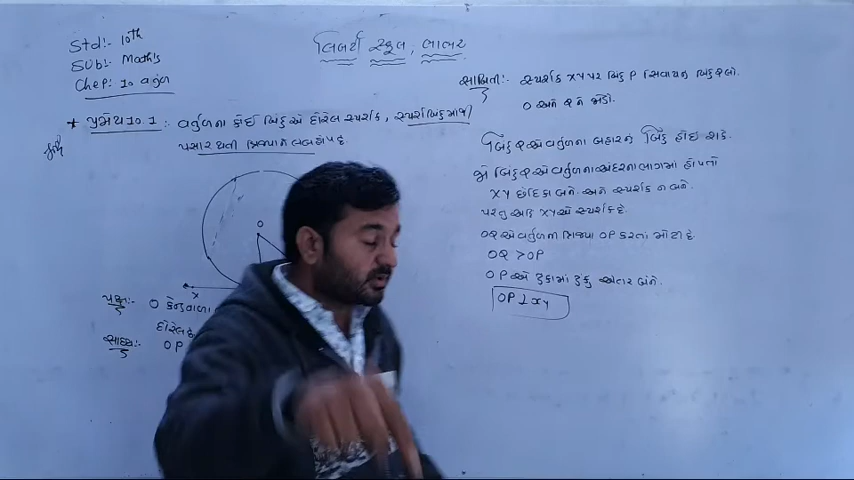 Std:- 10th
Sub:- Math's
Chep: 10 વર્તુળ
લિબર્ટી સ્કૂલ, લાલર
* પ્રમેય 10.1 :- વર્તુળના કોઈ બિંદુએ દોરેલ સ્પર્શક, સ્પર્શબિંદુમાંથી
પસાર થતી ત્રિજ્યાને લંબ હોય છે
O
X
પક્ષ:- O કેન્દ્રવાળા
દોરેલ છે
સાધ્ય:- OP
સાબિતી:- સ્પર્શક XY પર બિંદુ P સિવાયનું બિંદુ Q લો.
O અને Q ને જોડો.
બિંદુ Q એ વર્તુળના બહારનું બિંદુ હોઈ શકે.
જો બિંદુ Q એ વર્તુળના અંદરના ભાગમાં હોય તો
XY છેદિકા બને. અને સ્પર્શક ન બને.
પરંતુ અહિં XY એ સ્પર્શક છે.
OQ એ વર્તુળની ત્રિજ્યા OP કરતાં મોટી છે
OQ > OP
OP એ ટુંકામાં ટુંકુ અંતર બને.
OP ⊥ XY